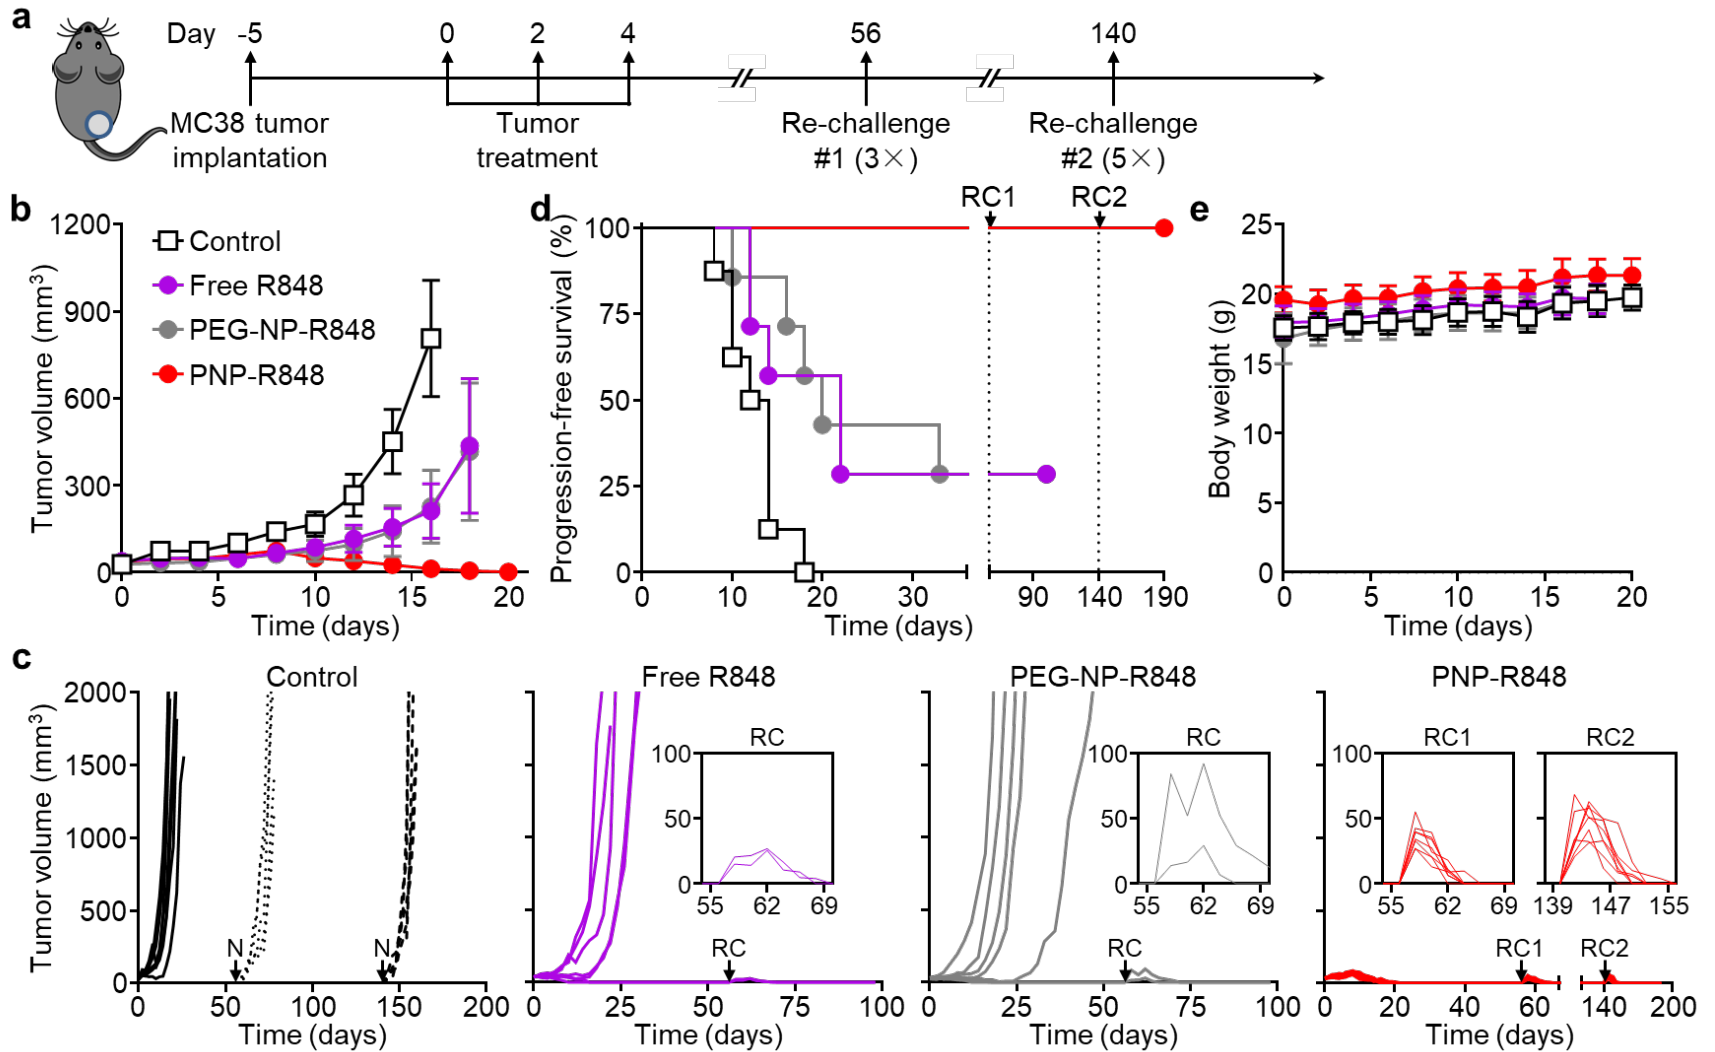 a
Day -5 0 2 4 56 140
MC38 tumor
implantation
Tumor
treatment
Re-challenge
#1 (3×)
Re-challenge
#2 (5×)
b
1200
900
600
300
0
Tumor volume (mm³)
Control
Free R848
PEG-NP-R848
PNP-R848
0 5 10 15 20
Time (days)
d
RC1 RC2
100
75
50
25
0
Progression-free survival (%)
0 10 20 30 90 140 190
Time (days)
e
25
20
15
10
5
0
Body weight (g)
0 5 10 15 20
Time (days)
c
Control
2000
1500
1000
500
0
Tumor volume (mm³)
N N
0 50 100 150 200
Time (days)
Free R848
RC
100
50
0
55 62 69
RC
0 25 50 75 100
Time (days)
PEG-NP-R848
RC
100
50
0
55 62 69
RC
0 25 50 75 100
Time (days)
PNP-R848
RC1 RC2
100
50
0
55 62 69 139 147 155
RC1 RC2
0 20 40 60 140 200
Time (days)